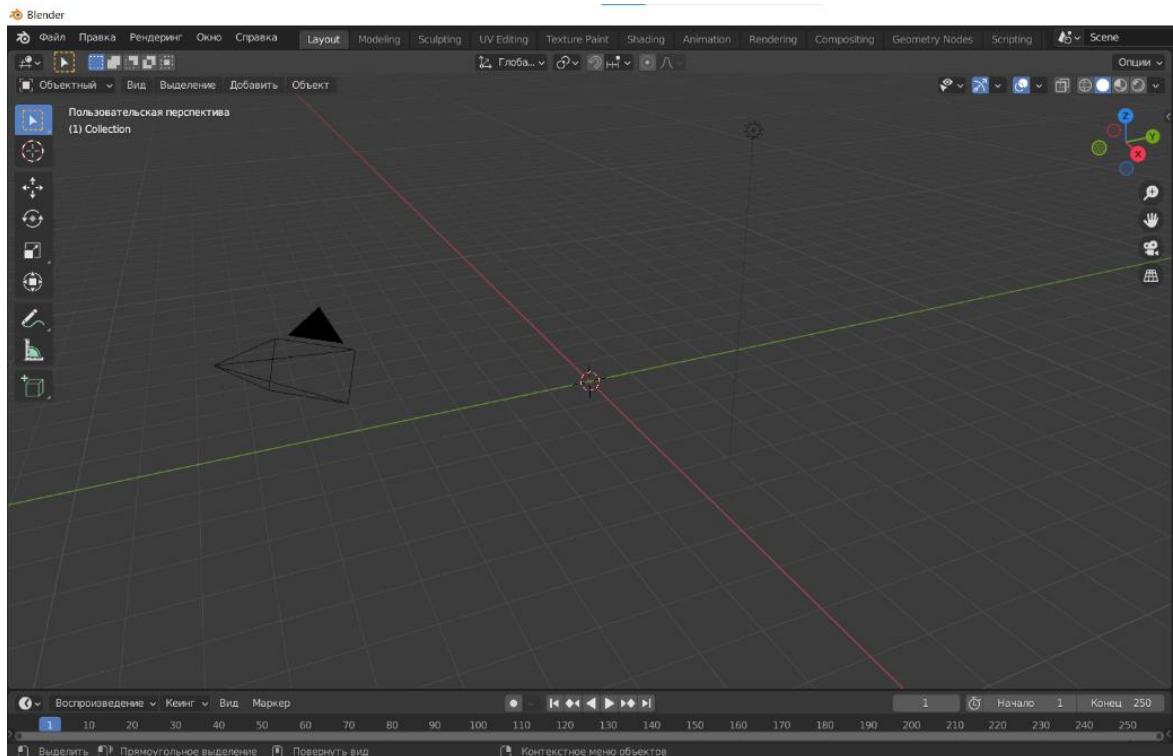 Blender
Файл Правка Рендеринг Окно Справка Layout Modeling Sculpting UV Editing Texture Paint Shading Animation Rendering Compositing Geometry Nodes Scripting Scene
Глоба... Опции
Объектный Вид Выделение Добавить Объект
Пользовательская перспектива
(1) Collection
Z
Y
X
Воспроизведение Кеинг Вид Маркер 1 Начало 1 Конец 250
1 10 20 30 40 50 60 70 80 90 100 110 120 130 140 150 160 170 180 190 200 210 220 230 240 250
Выделить Прямоугольное выделение Повернуть вид Контекстное меню объектов